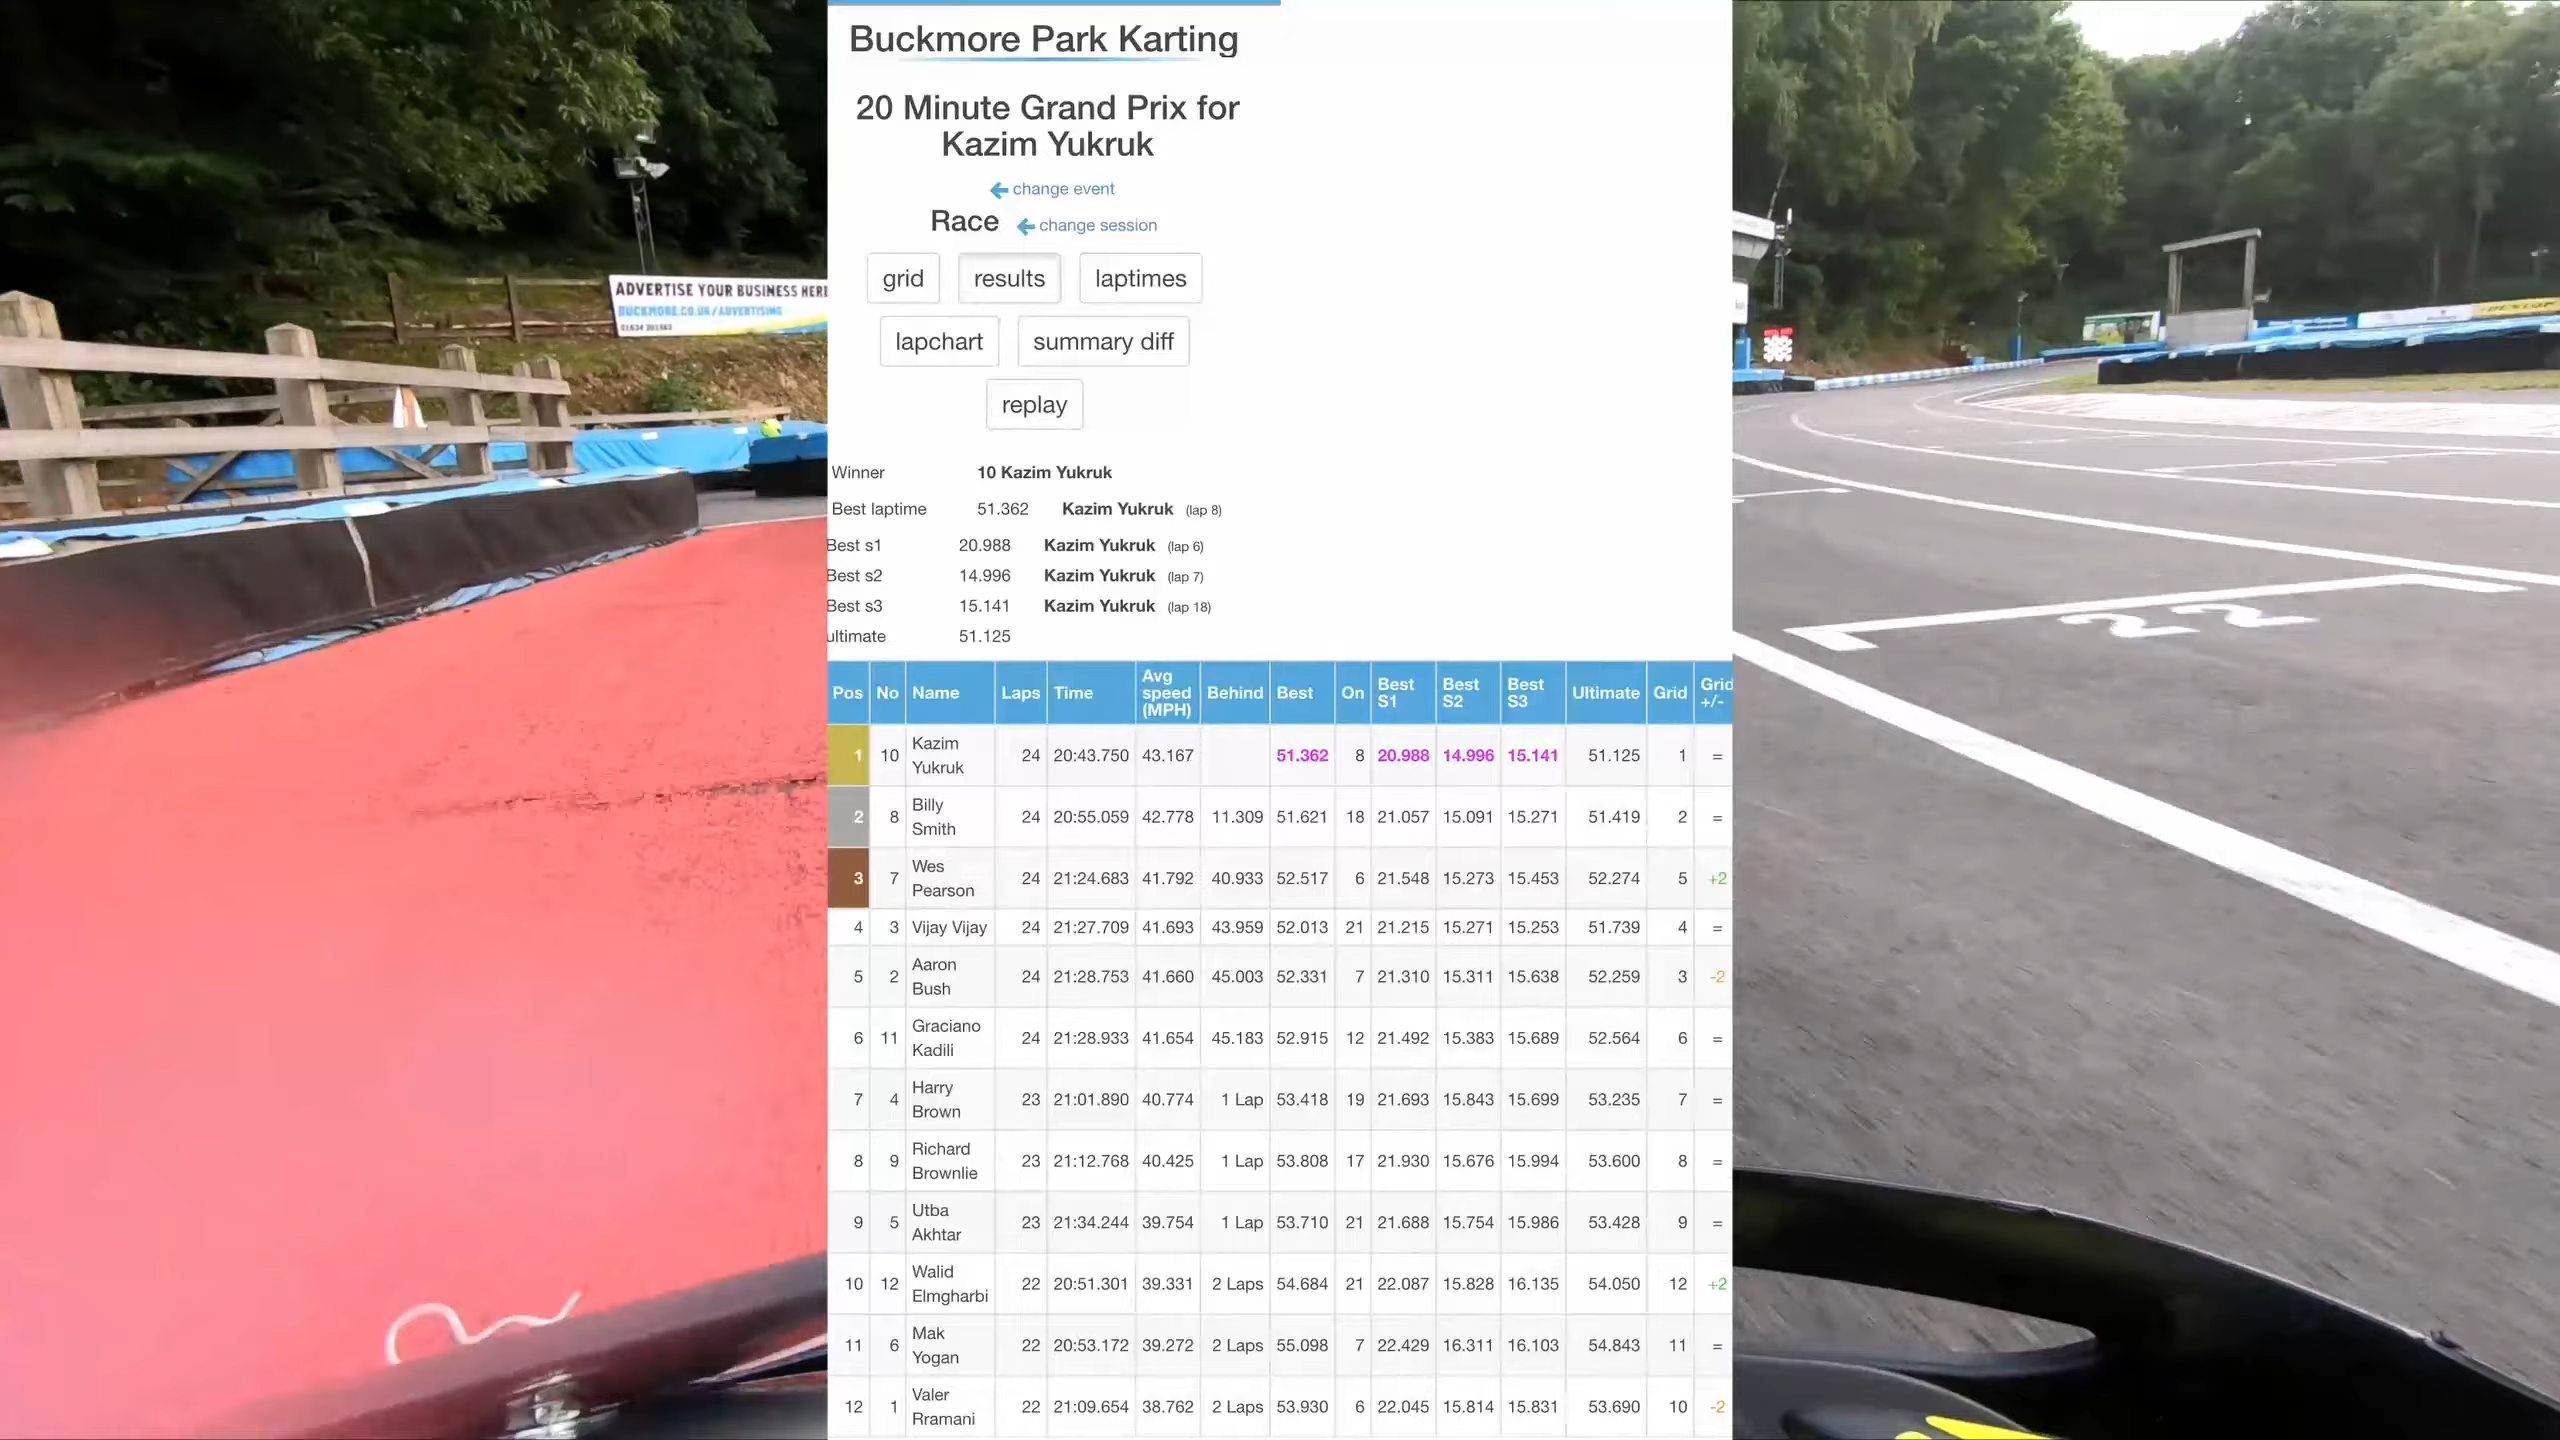 ADVERTISE YOUR BUSINESS HERE
BUCKMORE.CO.UK/ADVERTISING
Buckmore Park Karting
20 Minute Grand Prix for
Kazim Yukruk
change event
Race change session
grid results laptimes
lapchart summary diff
replay
Winner 10 Kazim Yukruk
Best laptime 51.362 Kazim Yukruk (lap 8)
Best s1 20.988 Kazim Yukruk (lap 6)
Best s2 14.996 Kazim Yukruk (lap 7)
Best s3 15.141 Kazim Yukruk (lap 18)
ultimate 51.125
Pos No Name Laps Time Avg speed (MPH) Behind Best On Best S1 Best S2 Best S3 Ultimate Grid Grid +/-
1 10 Kazim Yukruk 24 20:43.750 43.167 51.362 8 20.988 14.996 15.141 51.125 1 =
2 8 Billy Smith 24 20:55.059 42.778 11.309 51.621 18 21.057 15.091 15.271 51.419 2 =
3 7 Wes Pearson 24 21:24.683 41.792 40.933 52.517 6 21.548 15.273 15.453 52.274 5 +2
4 3 Vijay Vijay 24 21:27.709 41.693 43.959 52.013 21 21.215 15.271 15.253 51.739 4 =
5 2 Aaron Bush 24 21:28.753 41.660 45.003 52.331 7 21.310 15.311 15.638 52.259 3 -2
6 11 Graciano Kadili 24 21:28.933 41.654 45.183 52.915 12 21.492 15.383 15.689 52.564 6 =
7 4 Harry Brown 23 21:01.890 40.774 1 Lap 53.418 19 21.693 15.843 15.699 53.235 7 =
8 9 Richard Brownlie 23 21:12.768 40.425 1 Lap 53.808 17 21.930 15.676 15.994 53.600 8 =
9 5 Utba Akhtar 23 21:34.244 39.754 1 Lap 53.710 21 21.688 15.754 15.986 53.428 9 =
10 12 Walid Elmgharbi 22 20:51.301 39.331 2 Laps 54.684 21 22.087 15.828 16.135 54.050 12 +2
11 6 Mak Yogan 22 20:53.172 39.272 2 Laps 55.098 7 22.429 16.311 16.103 54.843 11 =
12 1 Valer Rramani 22 21:09.654 38.762 2 Laps 53.930 6 22.045 15.814 15.831 53.690 10 -2
DUNLOP
22